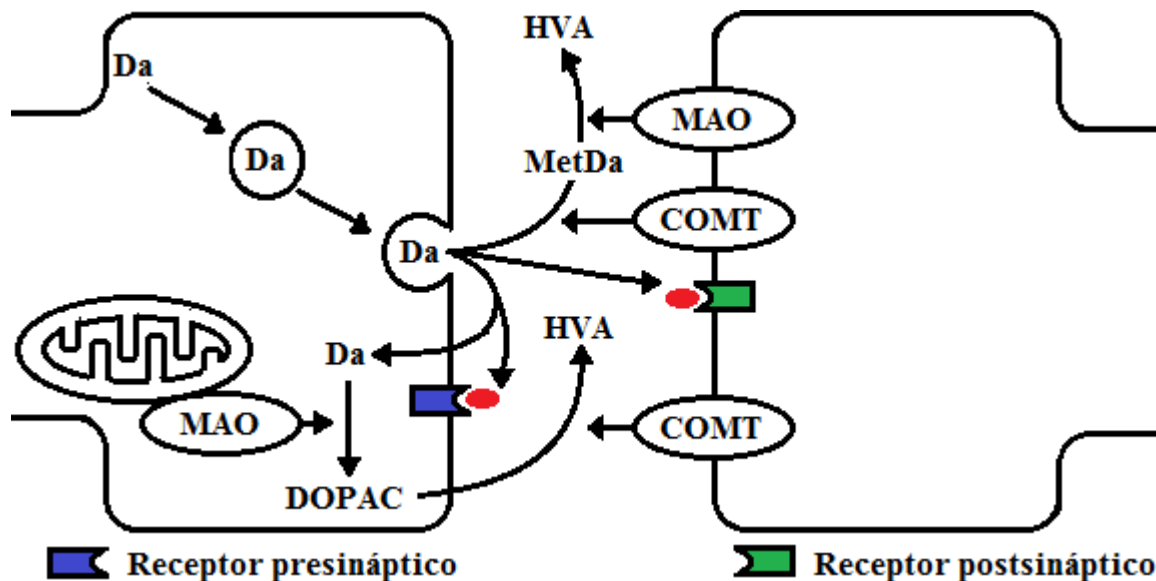 HVA
Da
MAO
Da
MetDa
COMT
Da
HVA
Da
MAO
COMT
DOPAC
Receptor presináptico
Receptor postsináptico